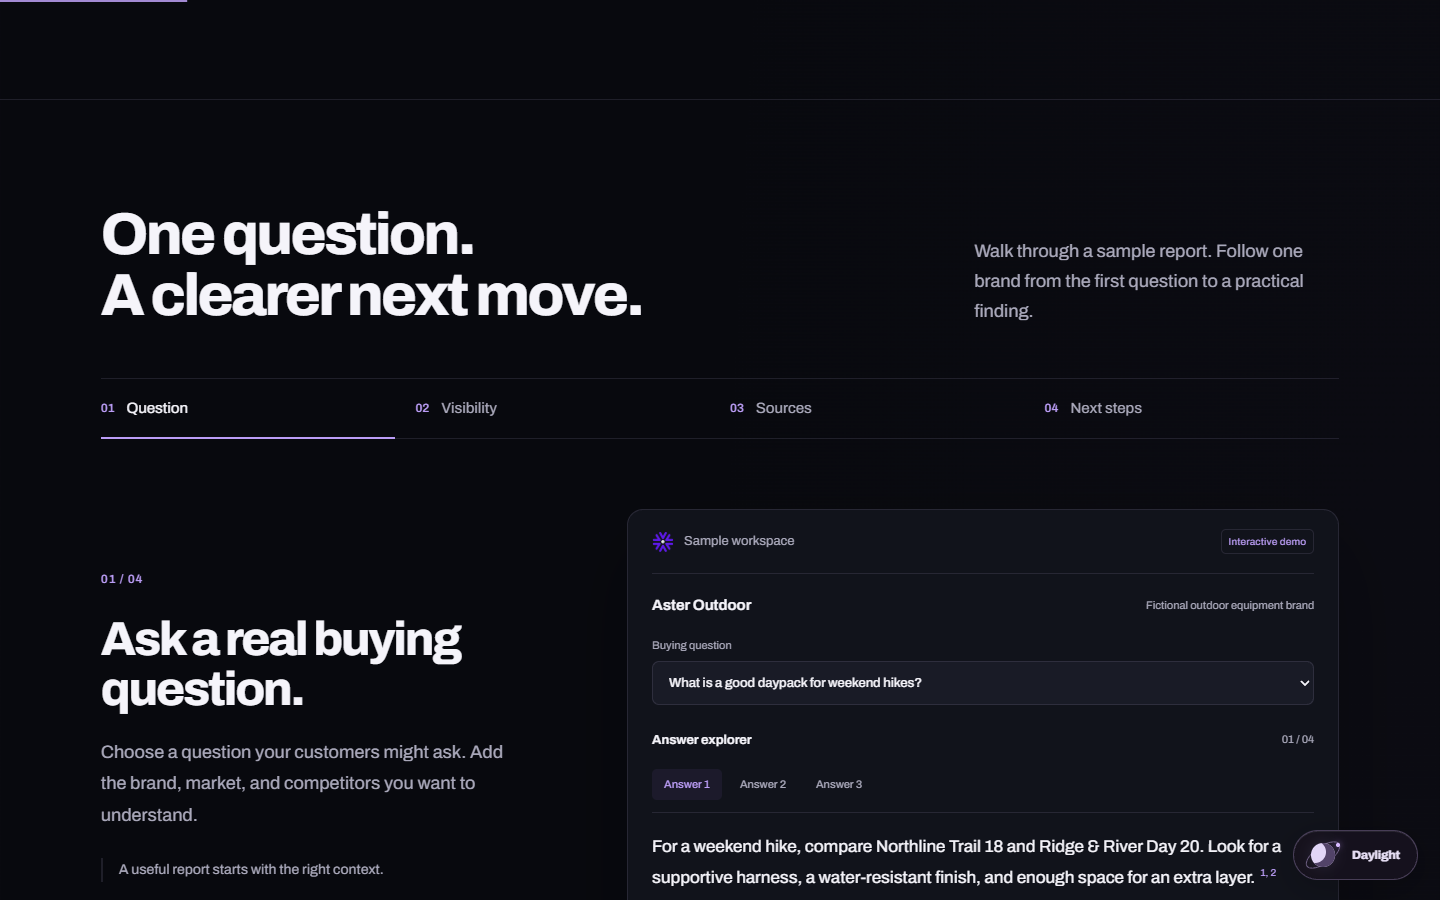 One question.
A clearer next move.
Walk through a sample report. Follow one
brand from the first question to a practical
finding.
01 Question
02 Visibility
03 Sources
04 Next steps
01 / 04
Ask a real buying
question.
Choose a question your customers might ask. Add
the brand, market, and competitors you want to
understand.
A useful report starts with the right context.
Sample workspace
Interactive demo
Aster Outdoor
Fictional outdoor equipment brand
Buying question
What is a good daypack for weekend hikes?
Answer explorer
01 / 04
Answer 1
Answer 2
Answer 3
For a weekend hike, compare Northline Trail 18 and Ridge & River Day 20. Look for a
supportive harness, a water-resistant finish, and enough space for an extra layer. 1, 2
Daylight